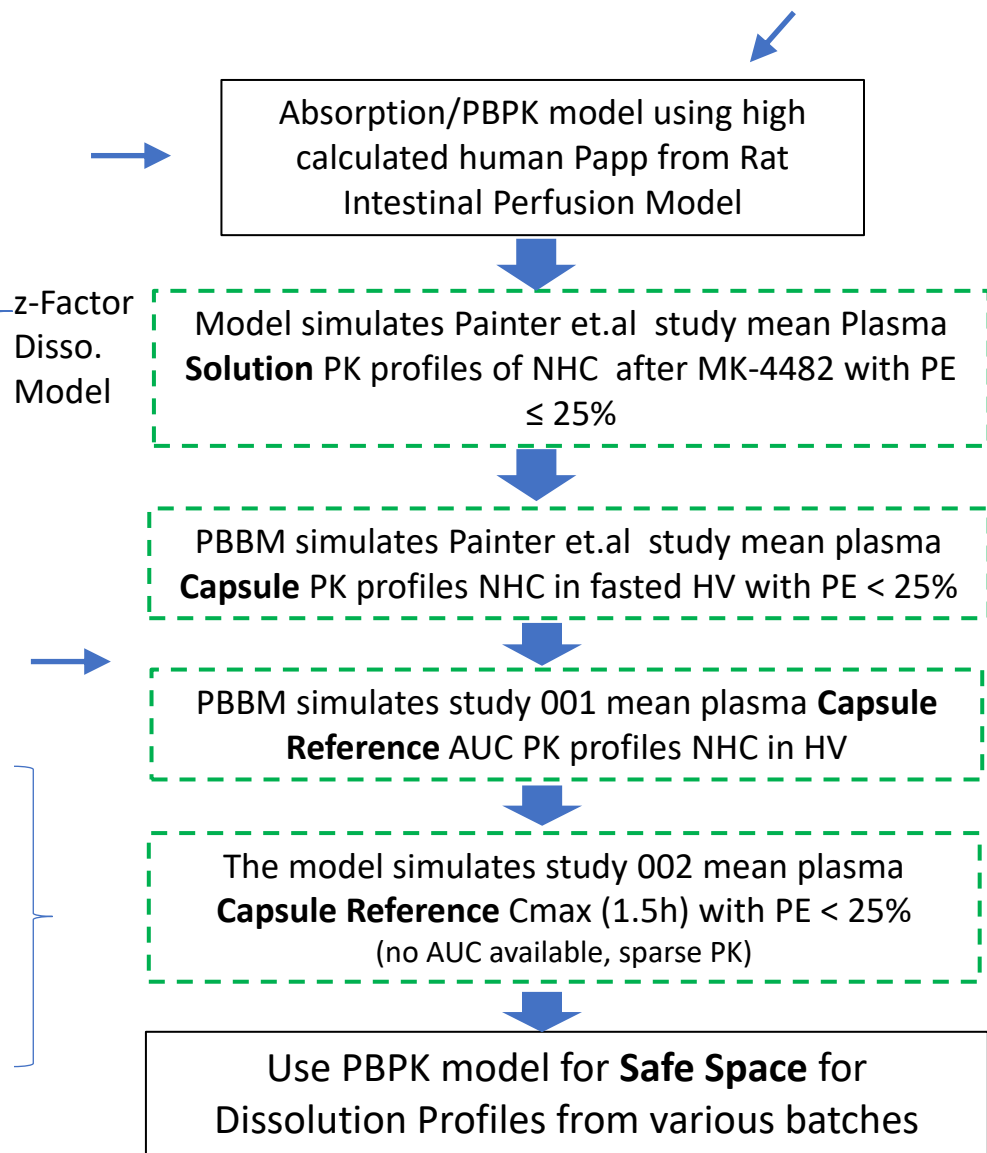 Absorption/PBPK model using high
calculated human Papp from Rat
Intestinal Perfusion Model
z-Factor
Disso.
Model
Model simulates Painter et.al study mean Plasma
Solution PK profiles of NHC after MK-4482 with PE
≤ 25%
PBBM simulates Painter et.al study mean plasma
Capsule PK profiles NHC in fasted HV with PE < 25%
PBBM simulates study 001 mean plasma Capsule
Reference AUC PK profiles NHC in HV
The model simulates study 002 mean plasma
Capsule Reference Cmax (1.5h) with PE < 25%
(no AUC available, sparse PK)
Use PBPK model for Safe Space for
Dissolution Profiles from various batches